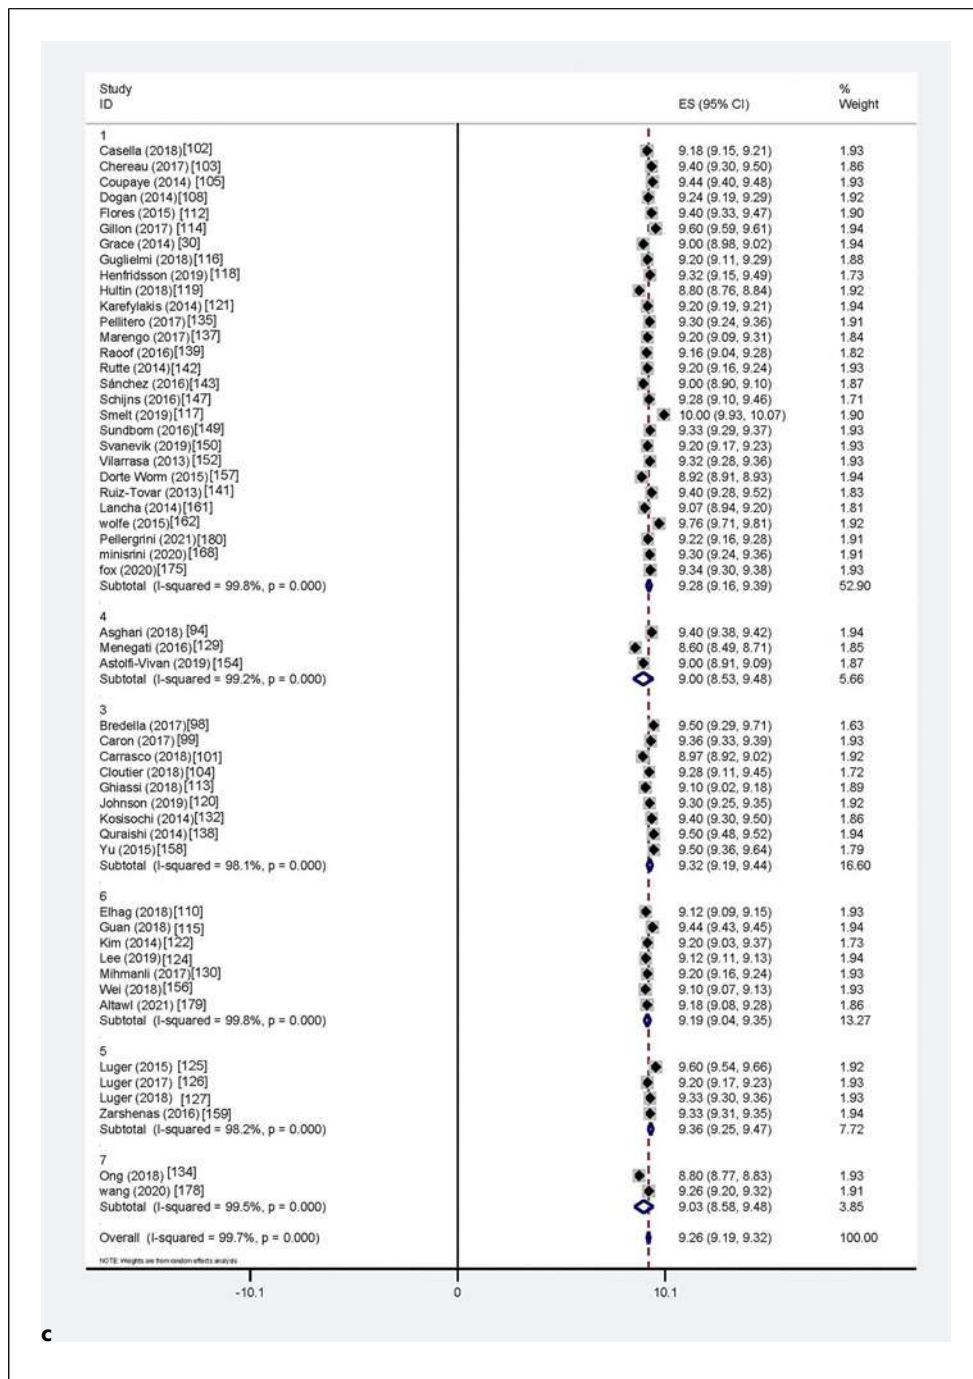 Study % 
ID ES (95% CI) Weight
1
Casella (2018)[102] 9.18 (9.15, 9.21) 1.93
Chereau (2017)[103] 9.40 (9.30, 9.50) 1.86
Coupaye (2014) [105] 9.44 (9.40, 9.48) 1.93
Dogan (2014)[108] 9.24 (9.19, 9.29) 1.92
Flores (2015) [112] 9.40 (9.33, 9.47) 1.90
Gillon (2017) [114] 9.60 (9.59, 9.61) 1.94
Grace (2014) [30] 9.00 (8.98, 9.02) 1.94
Guglielmi (2018)[116] 9.20 (9.11, 9.29) 1.88
Henfridsson (2019)[118] 9.32 (9.15, 9.49) 1.73
Hultin (2018)[119] 8.80 (8.76, 8.84) 1.92
Karefylakis (2014)[121] 9.20 (9.19, 9.21) 1.94
Pellitero (2017)[135] 9.30 (9.24, 9.36) 1.91
Marengo (2017)[137] 9.20 (9.09, 9.31) 1.84
Raoof (2016)[139] 9.16 (9.04, 9.28) 1.82
Rutte (2014)[142] 9.20 (9.16, 9.24) 1.93
Sánchez (2016)[143] 9.00 (8.90, 9.10) 1.87
Schijns (2016)[147] 9.28 (9.10, 9.46) 1.71
Smelt (2019)[117] 10.00 (9.93, 10.07) 1.90
Sundbom (2016)[149] 9.33 (9.29, 9.37) 1.93
Svanevik (2019)[150] 9.20 (9.17, 9.23) 1.93
Vilarrasa (2013)[152] 9.32 (9.28, 9.36) 1.93
Dorte Worm (2015)[157] 8.92 (8.91, 8.93) 1.94
Ruiz-Tovar (2013)[141] 9.40 (9.28, 9.52) 1.83
Lancha (2014)[161] 9.07 (8.94, 9.20) 1.81
wolfe (2015)[162] 9.76 (9.71, 9.81) 1.92
Pellergrini (2021)[180] 9.22 (9.16, 9.28) 1.91
minisrini (2020)[168] 9.30 (9.24, 9.36) 1.91
fox (2020)[175] 9.34 (9.30, 9.38) 1.93
Subtotal (I-squared = 99.8%, p = 0.000) 9.28 (9.16, 9.39) 52.90
.
4
Asghari (2018) [94] 9.40 (9.38, 9.42) 1.94
Menegati (2016)[129] 8.60 (8.49, 8.71) 1.85
Astolfi-Vivan (2019)[154] 9.00 (8.91, 9.09) 1.87
Subtotal (I-squared = 99.2%, p = 0.000) 9.00 (8.53, 9.48) 5.66
.
3
Bredella (2017)[98] 9.50 (9.29, 9.71) 1.63
Caron (2017)[99] 9.36 (9.33, 9.39) 1.93
Carrasco (2018)[101] 8.97 (8.92, 9.02) 1.92
Cloutier (2018)[104] 9.28 (9.11, 9.45) 1.72
Ghiassi (2018)[113] 9.10 (9.02, 9.18) 1.89
Johnson (2019)[120] 9.30 (9.25, 9.35) 1.92
Kosisochi (2014)[132] 9.40 (9.30, 9.50) 1.86
Quraishi (2014)[138] 9.50 (9.48, 9.52) 1.94
Yu (2015)[158] 9.50 (9.36, 9.64) 1.79
Subtotal (I-squared = 98.1%, p = 0.000) 9.32 (9.19, 9.44) 16.60
.
6
Elhag (2018)[110] 9.12 (9.09, 9.15) 1.93
Guan (2018)[115] 9.44 (9.43, 9.45) 1.94
Kim (2014)[122] 9.20 (9.03, 9.37) 1.73
Lee (2019)[124] 9.12 (9.11, 9.13) 1.94
Mihmanli (2017)[130] 9.20 (9.16, 9.24) 1.93
Wei (2018)[156] 9.10 (9.07, 9.13) 1.93
Altawl (2021)[179] 9.18 (9.08, 9.28) 1.86
Subtotal (I-squared = 99.8%, p = 0.000) 9.19 (9.04, 9.35) 13.27
.
5
Luger (2015) [125] 9.60 (9.54, 9.66) 1.92
Luger (2017) [126] 9.20 (9.17, 9.23) 1.93
Luger (2018) [127] 9.33 (9.30, 9.36) 1.93
Zarshenas (2016)[159] 9.33 (9.31, 9.35) 1.94
Subtotal (I-squared = 98.2%, p = 0.000) 9.36 (9.25, 9.47) 7.72
.
7
Ong (2018) [134] 8.80 (8.77, 8.83) 1.93
wang (2020)[178] 9.26 (9.20, 9.32) 1.91
Subtotal (I-squared = 99.5%, p = 0.000) 9.03 (8.58, 9.48) 3.85
.
Overall (I-squared = 99.7%, p = 0.000) 9.26 (9.19, 9.32) 100.00
NOTE: Weights are from random effects analysis
-10.1 0 10.1
c